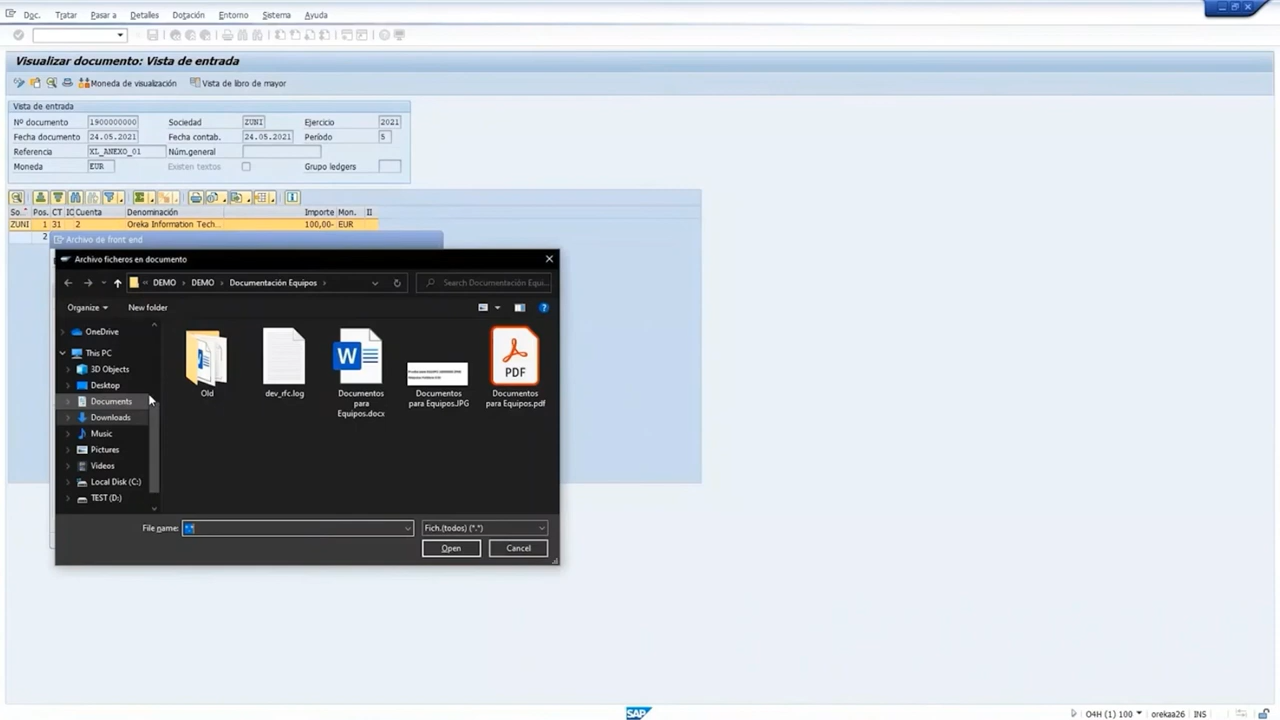 Doc. Tratar Pasar a Detalles Dotación Entorno Sistema Ayuda
Visualizar documento: Vista de entrada
Moneda de visualización Vista de libro de mayor
Vista de entrada
Nº documento 1900000000 Sociedad ZUNI Ejercicio 2021
Fecha documento 24.05.2021 Fecha contab. 24.05.2021 Período 5
Referencia XL_ANEXO_01 Núm.general
Moneda EUR Existen textos Grupo ledgers
So.. Pos. CT IC Cuenta Denominación Importe Mon. II
ZUNI 1 31 2 Oreka Information Tech... 100,00- EUR
2
Archivo de front end
Archivo ficheros en documento
« DEMO › DEMO › Documentación Equipos ›
Search Documentación Equi...
Organize New folder
OneDrive
This PC
3D Objects
Desktop
Documents
Downloads
Music
Pictures
Videos
Local Disk (C:)
TEST (D:)
Old
dev_rfc.log
Documentos
para
Equipos.docx
Documentos
para Equipos.JPG
PDF
Documentos
para Equipos.pdf
File name: *.* Fich.(todos) (*.*)
Open Cancel
SAP
O4H (1) 100 orekaa26 INS